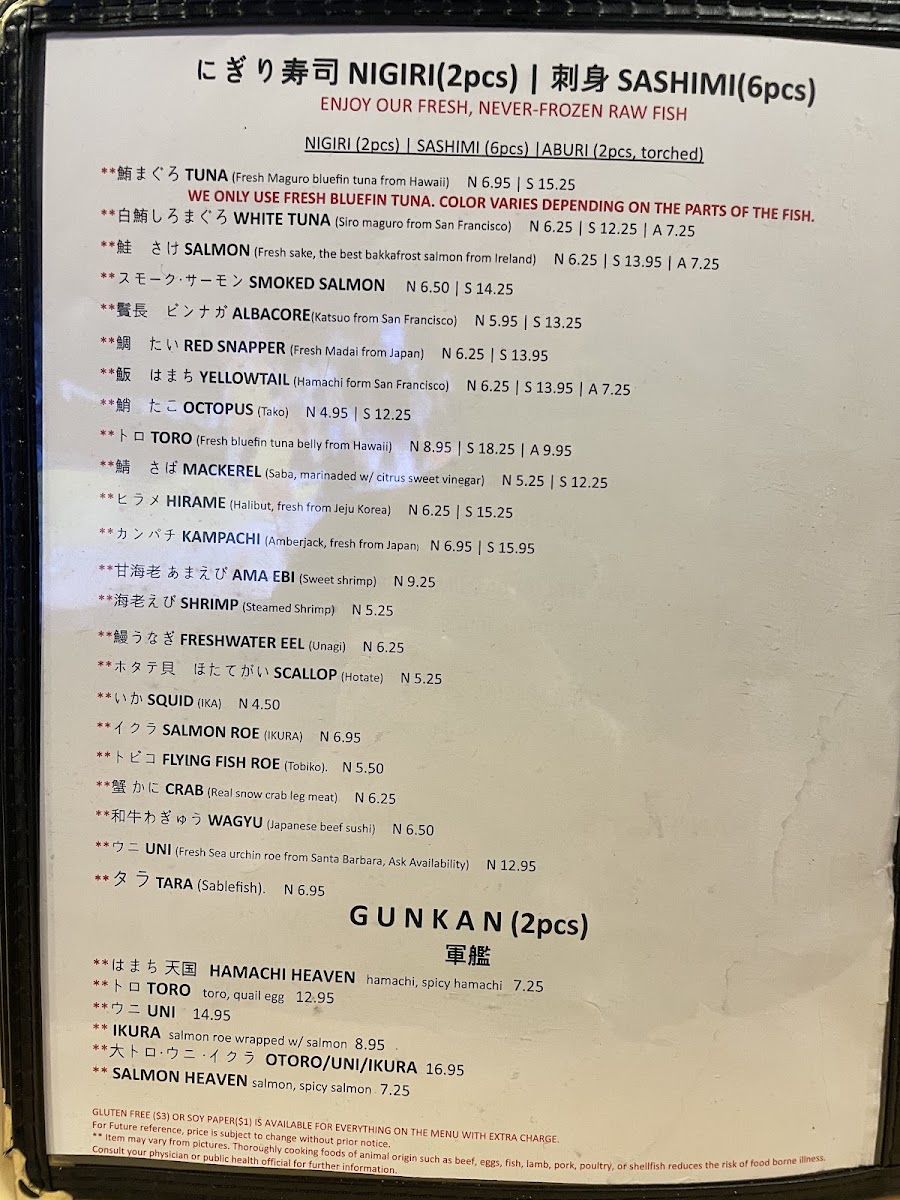 にぎり寿司 NIGIRI(2pcs) | 刺身 SASHIMI(6pcs)
ENJOY OUR FRESH, NEVER-FROZEN RAW FISH
NIGIRI (2pcs) | SASHIMI (6pcs) |ABURI (2pcs, torched)
**鮪まぐろ TUNA (Fresh Maguro bluefin tuna from Hawaii) N 6.95 | S 15.25
WE ONLY USE FRESH BLUEFIN TUNA. COLOR VARIES DEPENDING ON THE PARTS OF THE FISH.
**白鮪しろまぐろ WHITE TUNA (Siro maguro from San Francisco) N 6.25 | S 12.25 | A 7.25
**鮭 さけ SALMON (Fresh sake, the best bakkafrost salmon from Ireland) N 6.25 | S 13.95 | A 7.25
**スモーク·サーモン SMOKED SALMON N 6.50 | S 14.25
**鬢長 ビンナガ ALBACORE(Katsuo from San Francisco) N 5.95 | S 13.25
**鯛 たい RED SNAPPER (Fresh Madai from Japan) N 6.25 | S 13.95
**飯 はまち YELLOWTAIL (Hamachi form San Francisco) N 6.25 | S 13.95 | A 7.25
**鮹 たこ OCTOPUS (Tako) N 4.95 | S 12.25
**トロ TORO (Fresh bluefin tuna belly from Hawaii) N 8.95 | S 18.25 | A 9.95
**鯖 さば MACKEREL (Saba, marinaded w/ citrus sweet vinegar) N 5.25 | S 12.25
**ヒラメ HIRAME (Halibut, fresh from Jeju Korea) N 6.25 | S 15.25
**カンパチ KAMPACHI (Amberjack, fresh from Japan) N 6.95 | S 15.95
**甘海老 あまえび AMA EBI (Sweet shrimp) N 9.25
**海老えび SHRIMP (Steamed Shrimp) N 5.25
**鰻うなぎ FRESHWATER EEL (Unagi) N 6.25
**ホタテ貝 ほたてがい SCALLOP (Hotate) N 5.25
**いか SQUID (IKA) N 4.50
**イクラ SALMON ROE (IKURA) N 6.95
**トビコ FLYING FISH ROE (Tobiko). N 5.50
**蟹 かに CRAB (Real snow crab leg meat) N 6.25
**和牛わぎゅう WAGYU (Japanese beef sushi) N 6.50
**ウニ UNI (Fresh Sea urchin roe from Santa Barbara, Ask Availability) N 12.95
**タラ TARA (Sablefish). N 6.95
GUNKAN (2pcs)
軍艦
**はまち 天国 HAMACHI HEAVEN hamachi, spicy hamachi 7.25
**トロ TORO toro, quail egg 12.95
**ウニ UNI 14.95
** IKURA salmon roe wrapped w/ salmon 8.95
**大トロ·ウニ·イクラ OTORO/UNI/IKURA 16.95
** SALMON HEAVEN salmon, spicy salmon 7.25
GLUTEN FREE ($3) OR SOY PAPER($1) IS AVAILABLE FOR EVERYTHING ON THE MENU WITH EXTRA CHARGE.
For Future reference, price is subject to change without prior notice.
** Item may vary from pictures. Thoroughly cooking foods of animal origin such as beef, eggs, fish, lamb, pork, poultry, or shellfish reduces the risk of food borne illness.
Consult your physician or public health official for further information.